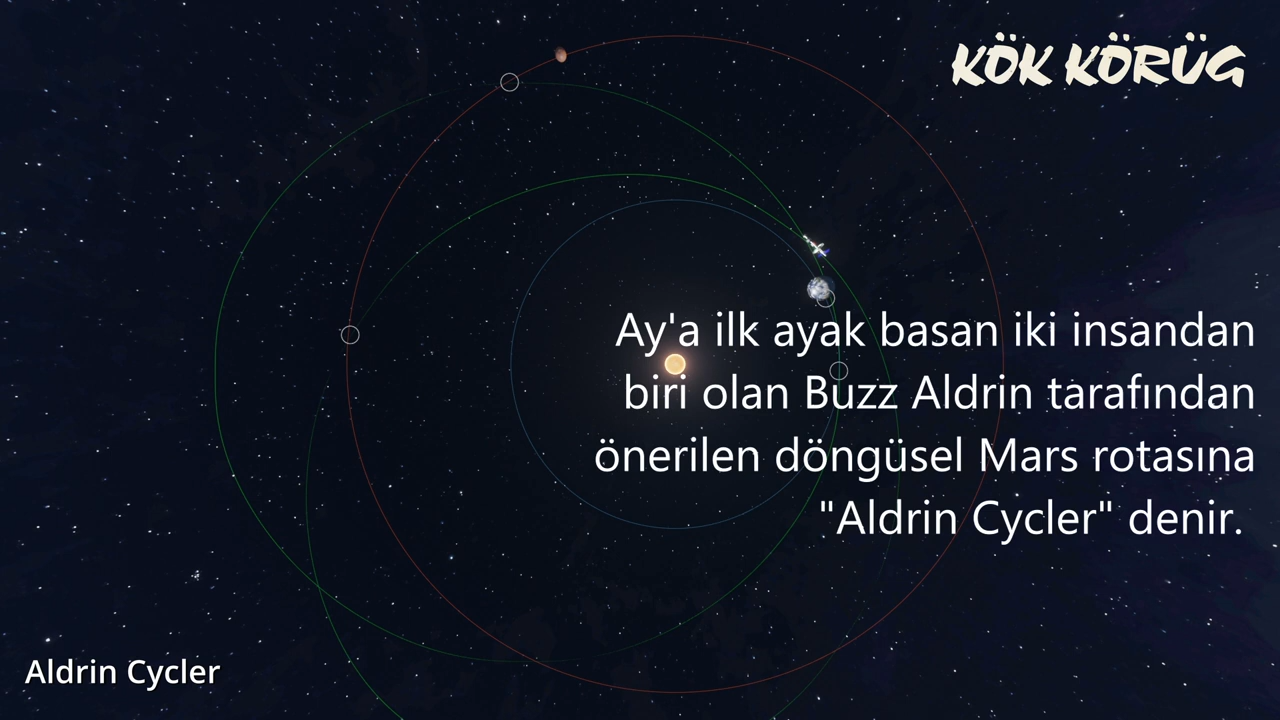 KÖK KÖRÜG
Ay'a ilk ayak basan iki insandan
biri olan Buzz Aldrin tarafından
önerilen döngüsel Mars rotasına
"Aldrin Cycler" denir.
Aldrin Cycler